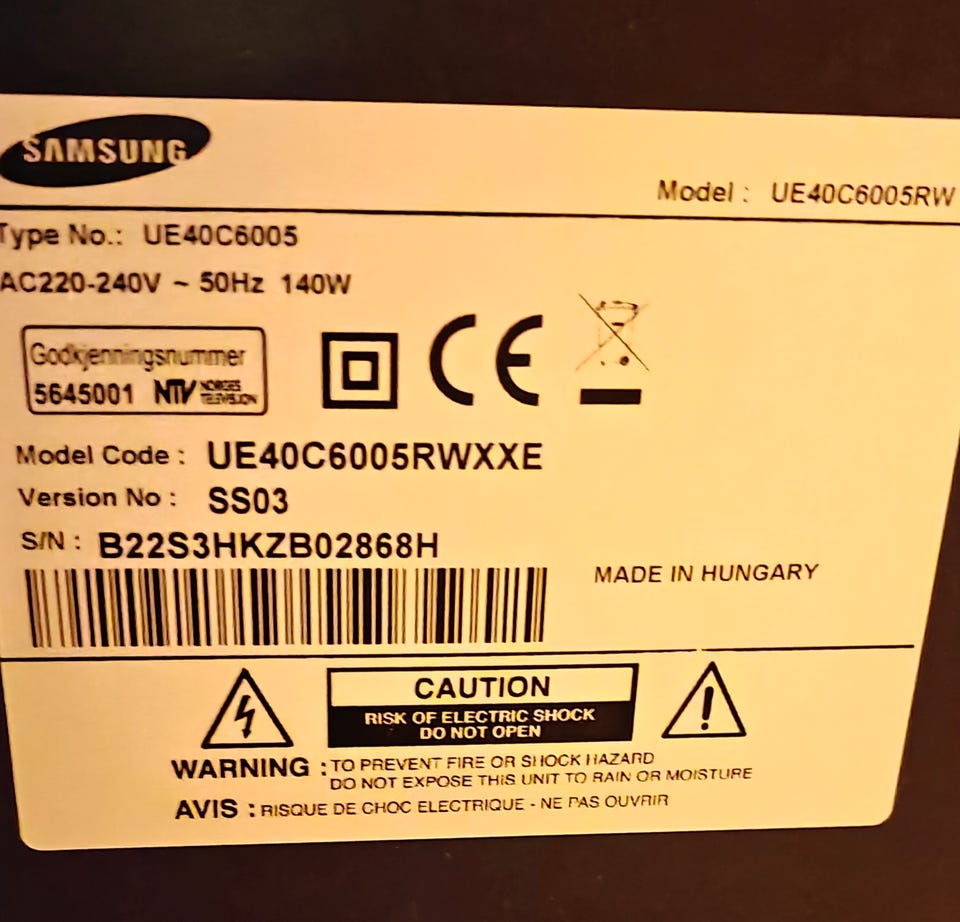 SAMSUNG
Model : UE40C6005RW
Type No.: UE40C6005
AC220-240V ~ 50Hz 140W
Godkjenningsnummer
5645001 NTV NORGES TELEVISJON
CE
Model Code : UE40C6005RWXXE
Version No : SS03
S/N : B22S3HKZB02868H
MADE IN HUNGARY
CAUTION
RISK OF ELECTRIC SHOCK
DO NOT OPEN
WARNING : TO PREVENT FIRE OR SHOCK HAZARD
DO NOT EXPOSE THIS UNIT TO RAIN OR MOISTURE
AVIS : RISQUE DE CHOC ELECTRIQUE - NE PAS OUVRIR